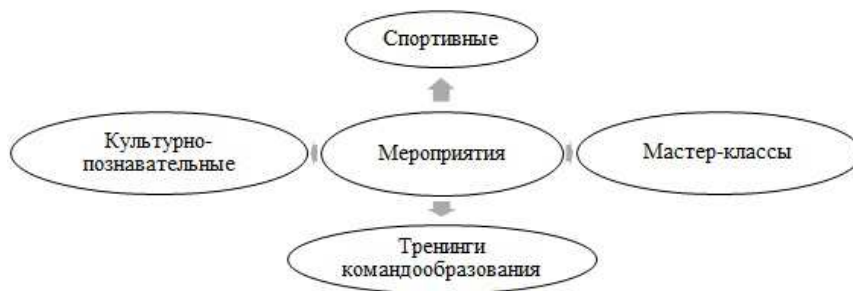 Спортивные
Культурно-
познавательные
Мероприятия
Мастер-классы
Тренинги
командообразования